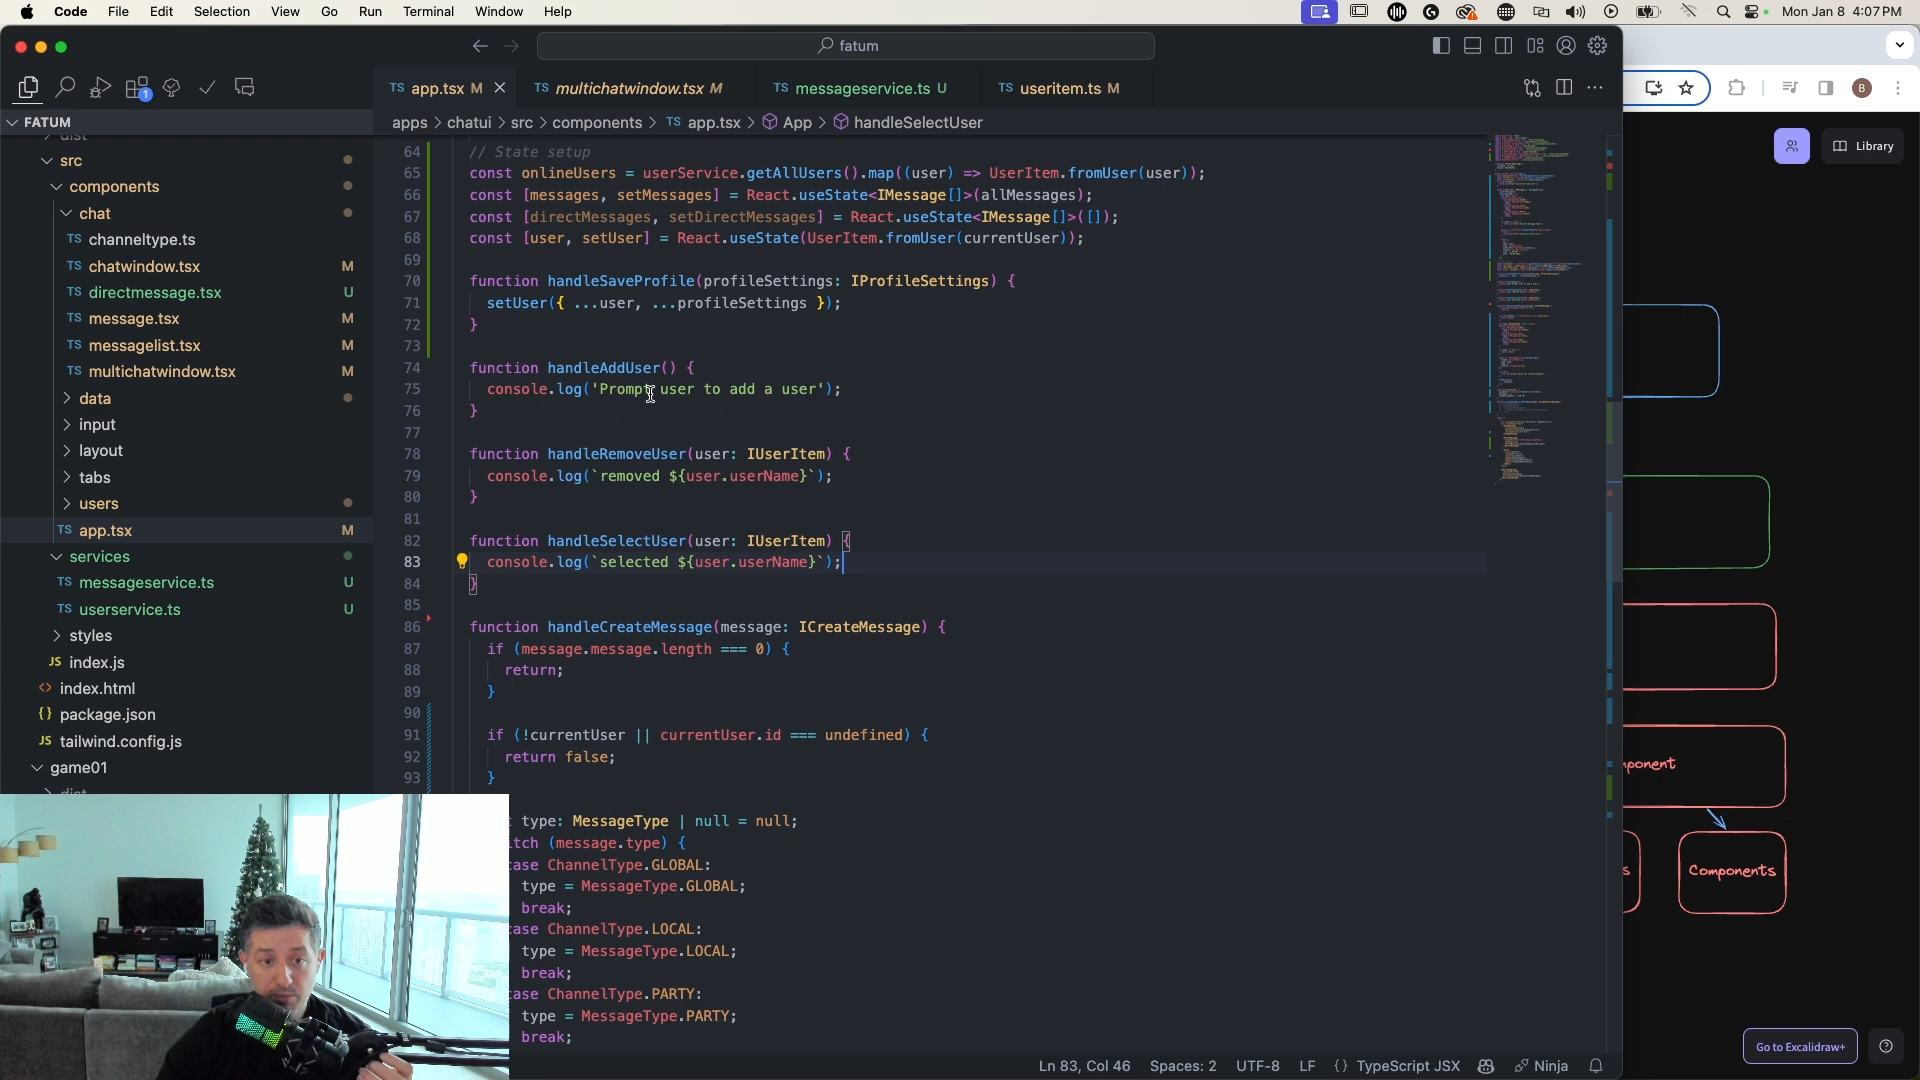 Code File Edit Selection View Go Run Terminal Window Help
Mon Jan 8 4:07 PM
fatum
TS app.tsx M
TS multichatwindow.tsx M
TS messageservice.ts U
TS useritem.ts M
B
FATUM
apps > chatui > src > components > TS app.tsx > App > handleSelectUser
Library
dist
src
components
chat
TS channeltype.ts
TS chatwindow.tsx M
TS directmessage.tsx U
TS message.tsx M
TS messagelist.tsx M
TS multichatwindow.tsx M
data
input
layout
tabs
users
TS app.tsx M
services
TS messageservice.ts U
TS userservice.ts U
styles
JS index.js
<> index.html
{} package.json
JS tailwind.config.js
game01
dist
64 // State setup
65 const onlineUsers = userService.getAllUsers().map((user) => UserItem.fromUser(user));
66 const [messages, setMessages] = React.useState<IMessage[]>(allMessages);
67 const [directMessages, setDirectMessages] = React.useState<IMessage[]>([]);
68 const [user, setUser] = React.useState(UserItem.fromUser(currentUser));
69
70 function handleSaveProfile(profileSettings: IProfileSettings) {
71 setUser({ ...user, ...profileSettings });
72 }
73
74 function handleAddUser() {
75 console.log('Prompt user to add a user');
76 }
77
78 function handleRemoveUser(user: IUserItem) {
79 console.log(`removed ${user.userName}`);
80 }
81
82 function handleSelectUser(user: IUserItem) {
83 console.log(`selected ${user.userName}`);
84 }
85
86 function handleCreateMessage(message: ICreateMessage) {
87 if (message.message.length === 0) {
88 return;
89 }
90
91 if (!currentUser || currentUser.id === undefined) {
92 return false;
93 }
type: MessageType | null = null;
itch (message.type) {
case ChannelType.GLOBAL:
type = MessageType.GLOBAL;
break;
case ChannelType.LOCAL:
type = MessageType.LOCAL;
break;
case ChannelType.PARTY:
type = MessageType.PARTY;
break;
mponent
s
Components
Go to Excalidraw+
Ln 83, Col 46 Spaces: 2 UTF-8 LF {} TypeScript JSX Ninja